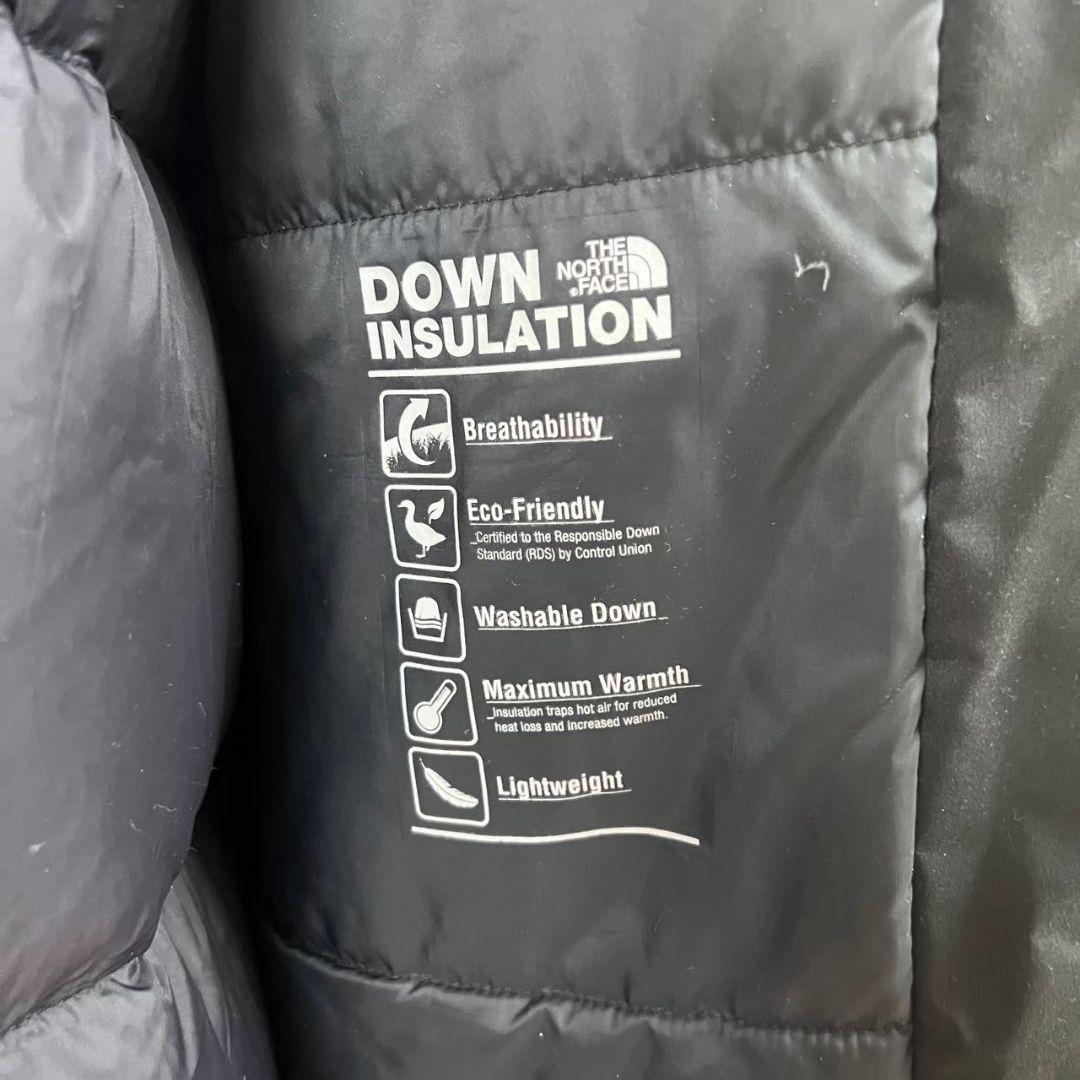 DOWN
THE
NORTH
®FACE
INSULATION
Breathability
Eco-Friendly
Certified to the Responsible Down
Standard (RDS) by Control Union
Washable Down
Maximum Warmth
Insulation traps hot air for reduced
heat loss and increased warmth.
Lightweight